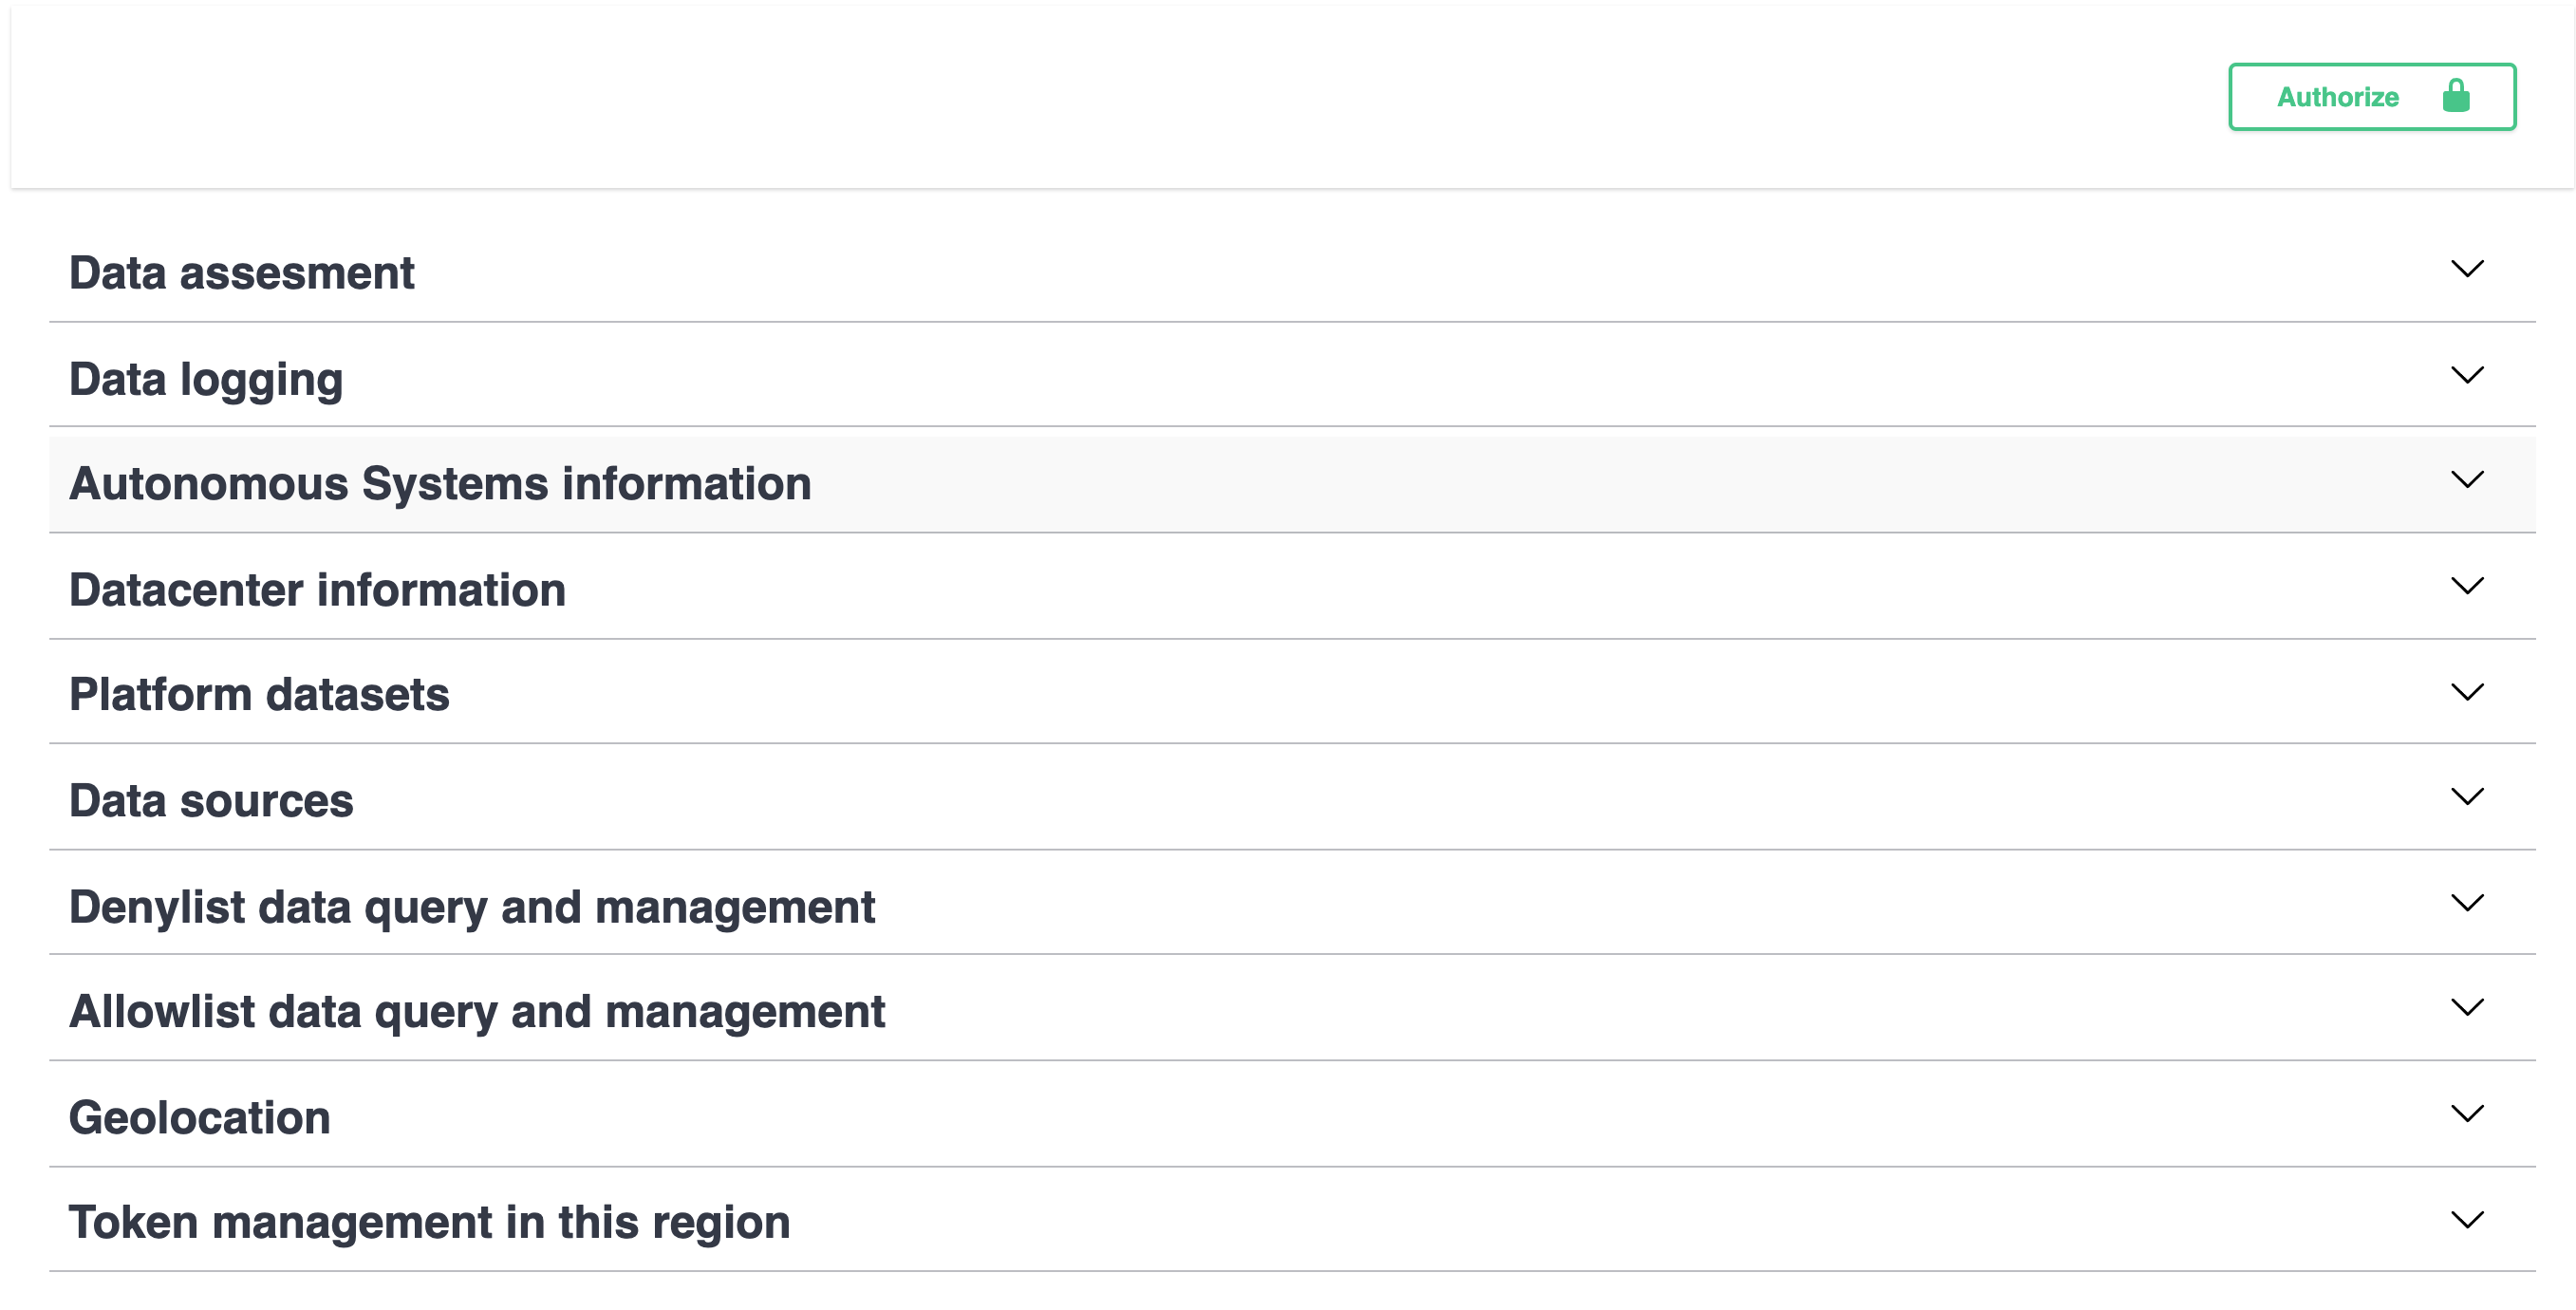 Authorize
Data assesment
Data logging
Autonomous Systems information
Datacenter information
Platform datasets
Data sources
Denylist data query and management
Allowlist data query and management
Geolocation
Token management in this region